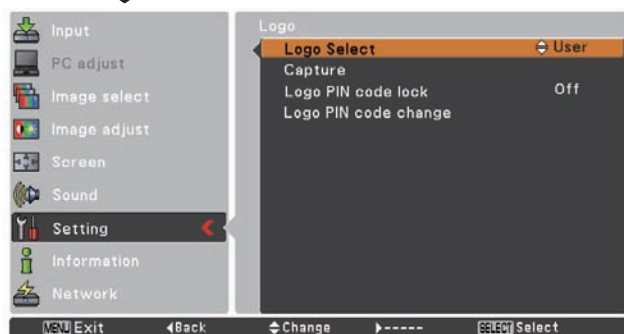 Input
PC adjust
Image select
Image adjust
Screen
Sound
Setting
Information
Network
Logo
Logo Select User
Capture
Logo PIN code lock Off
Logo PIN code change
MENU Exit Back Change ----- SELECT Select